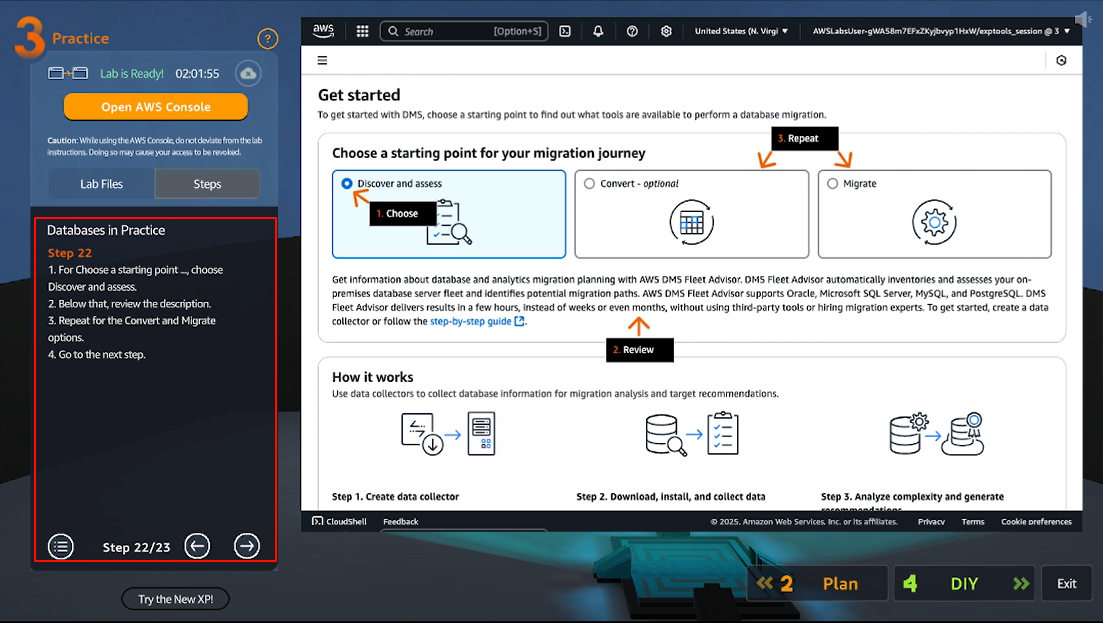 3 Practice
?
Lab is Ready! 02:01:55
Open AWS Console
Caution: While using the AWS Console, do not deviate from the lab
instructions. Doing so may cause your access to be revoked.
Lab Files
Steps
Databases in Practice
Step 22
1. For Choose a starting point ..., choose
Discover and assess.
2. Below that, review the description.
3. Repeat for the Convert and Migrate
options.
4. Go to the next step.
Step 22/23
Try the New XP!
aws
Search
[Option+S]
United States (N. Virgi
AWSLabsUser-gWA58m7EFxZKyjbvyp1HxW/exptools_session @ 3
Get started
To get started with DMS, choose a starting point to find out what tools are available to perform a database migration.
3. Repeat
Choose a starting point for your migration journey
Discover and assess
Convert - optional
Migrate
1. Choose
Get information about database and analytics migration planning with AWS DMS Fleet Advisor. DMS Fleet Advisor automatically inventories and assesses your on-
premises database server fleet and identifies potential migration paths. AWS DMS Fleet Advisor supports Oracle, Microsoft SQL Server, MySQL, and PostgreSQL. DMS
Fleet Advisor delivers results in a few hours, instead of weeks or even months, without using third-party tools or hiring migration experts. To get started, create a data
collector or follow the step-by-step guide.
2. Review
How it works
Use data collectors to collect database information for migration analysis and target recommendations.
Step 1. Create data collector
Step 2. Download, install, and collect data
Step 3. Analyze complexity and generate
recommendations
CloudShell
Feedback
© 2025, Amazon Web Services, Inc. or its affiliates.
Privacy
Terms
Cookie preferences
2 Plan
4 DIY
Exit